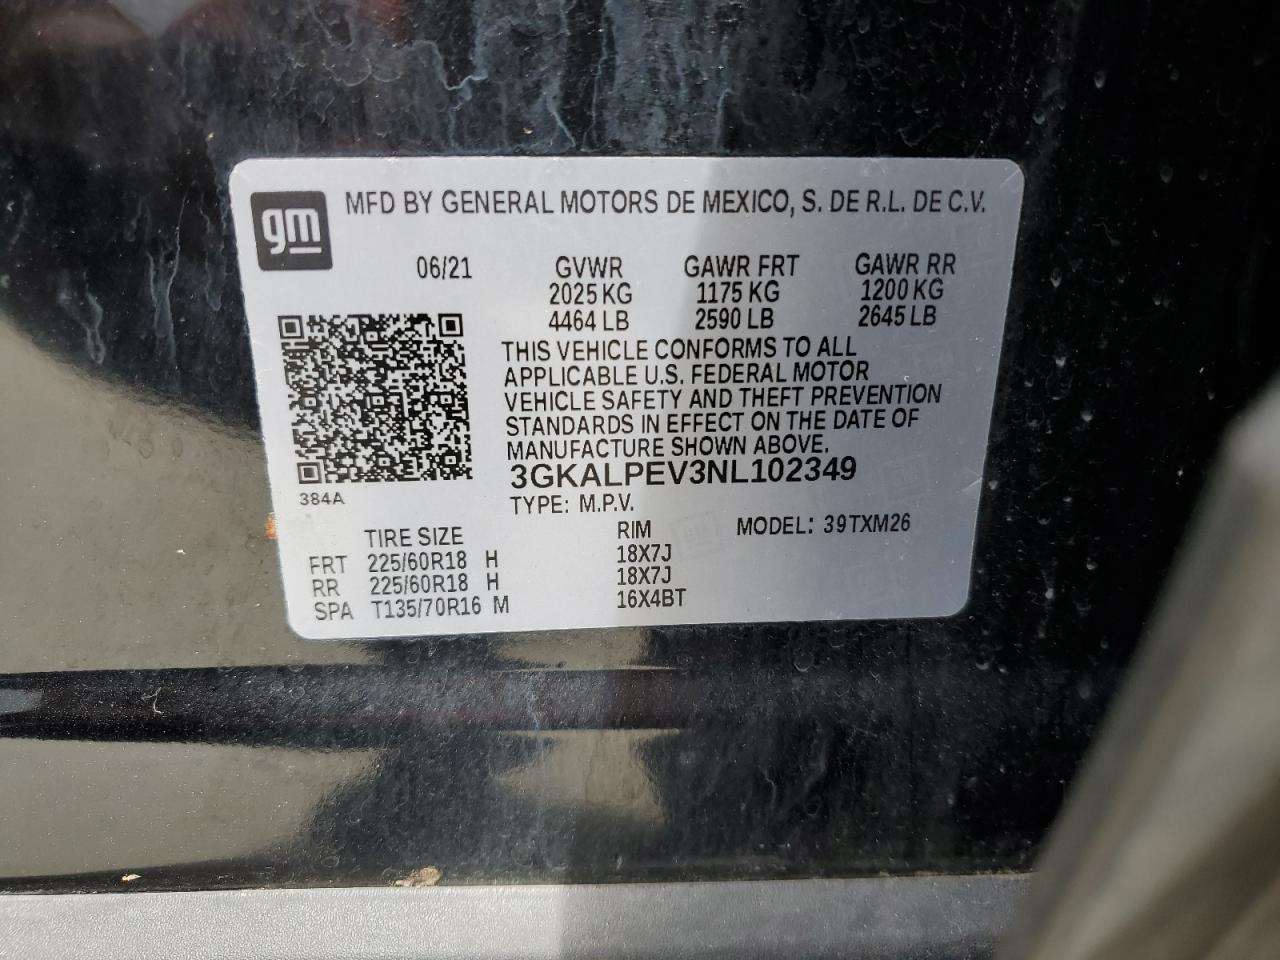 gm
MFD BY GENERAL MOTORS DE MEXICO, S. DE R.L. DE C.V.
06/21 GVWR GAWR FRT GAWR RR
2025 KG 1175 KG 1200 KG
4464 LB 2590 LB 2645 LB
THIS VEHICLE CONFORMS TO ALL
APPLICABLE U.S. FEDERAL MOTOR
VEHICLE SAFETY AND THEFT PREVENTION
STANDARDS IN EFFECT ON THE DATE OF
MANUFACTURE SHOWN ABOVE.
3GKALPEV3NL102349
384A
TYPE: M.P.V.
TIRE SIZE RIM MODEL: 39TXM26
FRT 225/60R18 H 18X7J
RR 225/60R18 H 18X7J
SPA T135/70R16 M 16X4BT